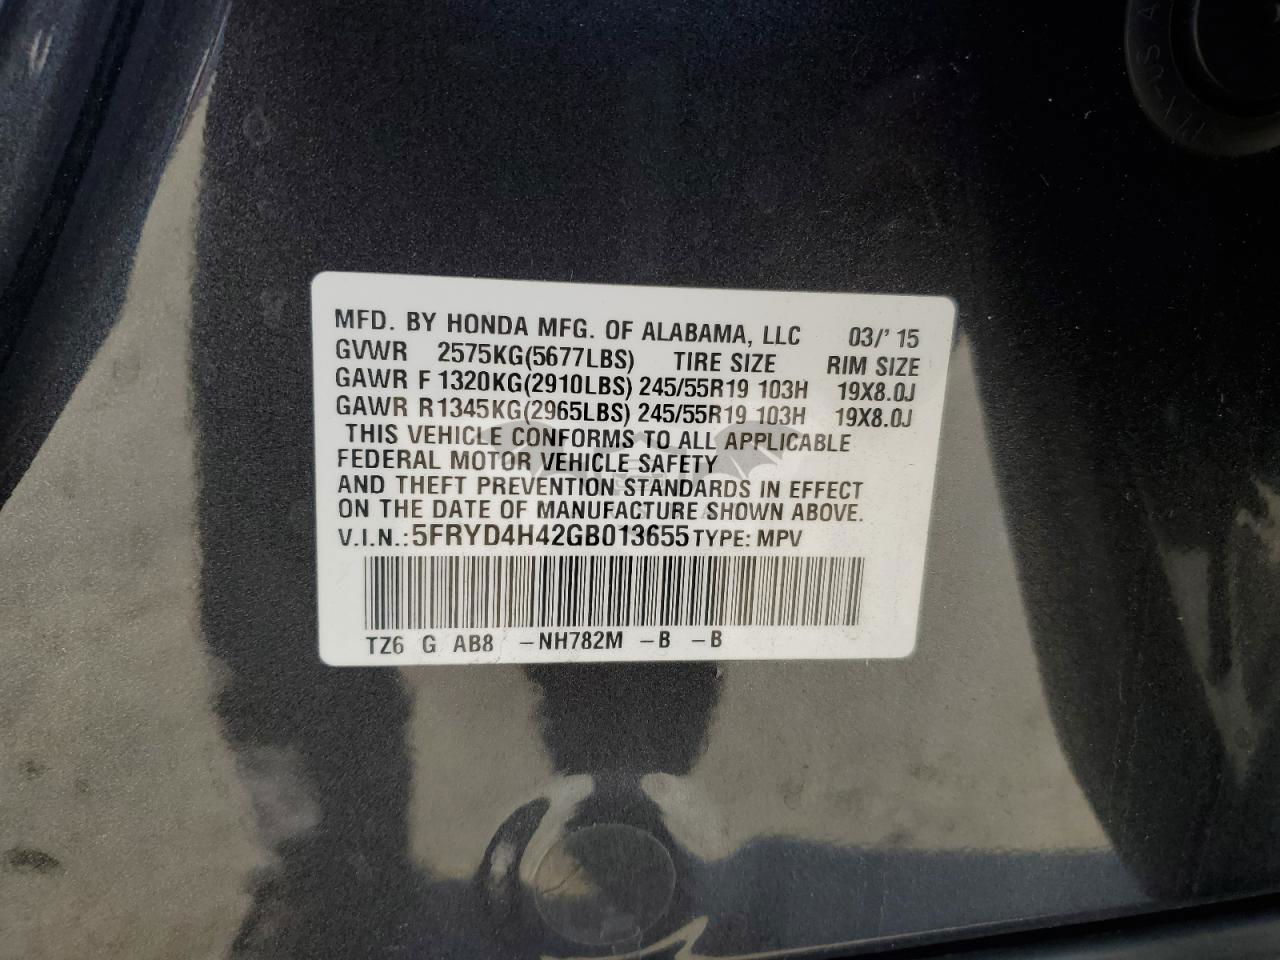 MFD. BY HONDA MFG. OF ALABAMA, LLC 03/' 15
GVWR 2575KG(5677LBS) TIRE SIZE RIM SIZE
GAWR F 1320KG(2910LBS) 245/55R19 103H 19X8.0J
GAWR R1345KG(2965LBS) 245/55R19 103H 19X8.0J
THIS VEHICLE CONFORMS TO ALL APPLICABLE
FEDERAL MOTOR VEHICLE SAFETY
AND THEFT PREVENTION STANDARDS IN EFFECT
ON THE DATE OF MANUFACTURE SHOWN ABOVE.
V.I.N.: 5FRYD4H42GB013655 TYPE: MPV
TZ6 G AB8 -NH782M -B -B